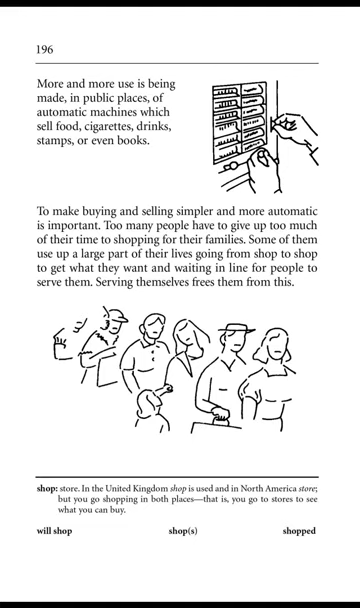 196
More and more use is being
made, in public places, of
automatic machines which
sell food, cigarettes, drinks,
stamps, or even books.
To make buying and selling simpler and more automatic
is important. Too many people have to give up too much
of their time to shopping for their families. Some of them
use up a large part of their lives going from shop to shop
to get what they want and waiting in line for people to
serve them. Serving themselves frees them from this.
shop: store. In the United Kingdom shop is used and in North America store;
but you go shopping in both places—that is, you go to stores to see
what you can buy.
will shop shop(s) shopped